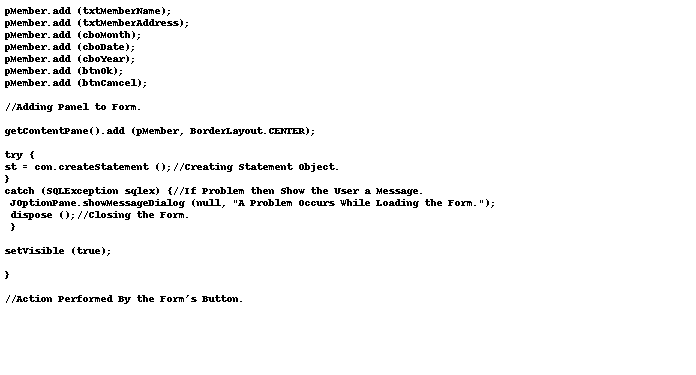 pMember.add (txtMemberName);
pMember.add (txtMemberAddress);
pMember.add (cboMonth);
pMember.add (cboDate);
pMember.add (cboYear);
pMember.add (btnOk);
pMember.add (btnCancel);
//Adding Panel to Form.
getContentPane().add (pMember, BorderLayout.CENTER);
try {
st = con.createStatement ();//Creating Statement Object.
}
catch (SQLException sqlex) {//If Problem then Show the User a Message.
JOptionPane.showMessageDialog (null, "A Problem Occurs While Loading the Form.");
dispose ();//Closing the Form.
}
setVisible (true);
}
//Action Performed By the Form's Button.